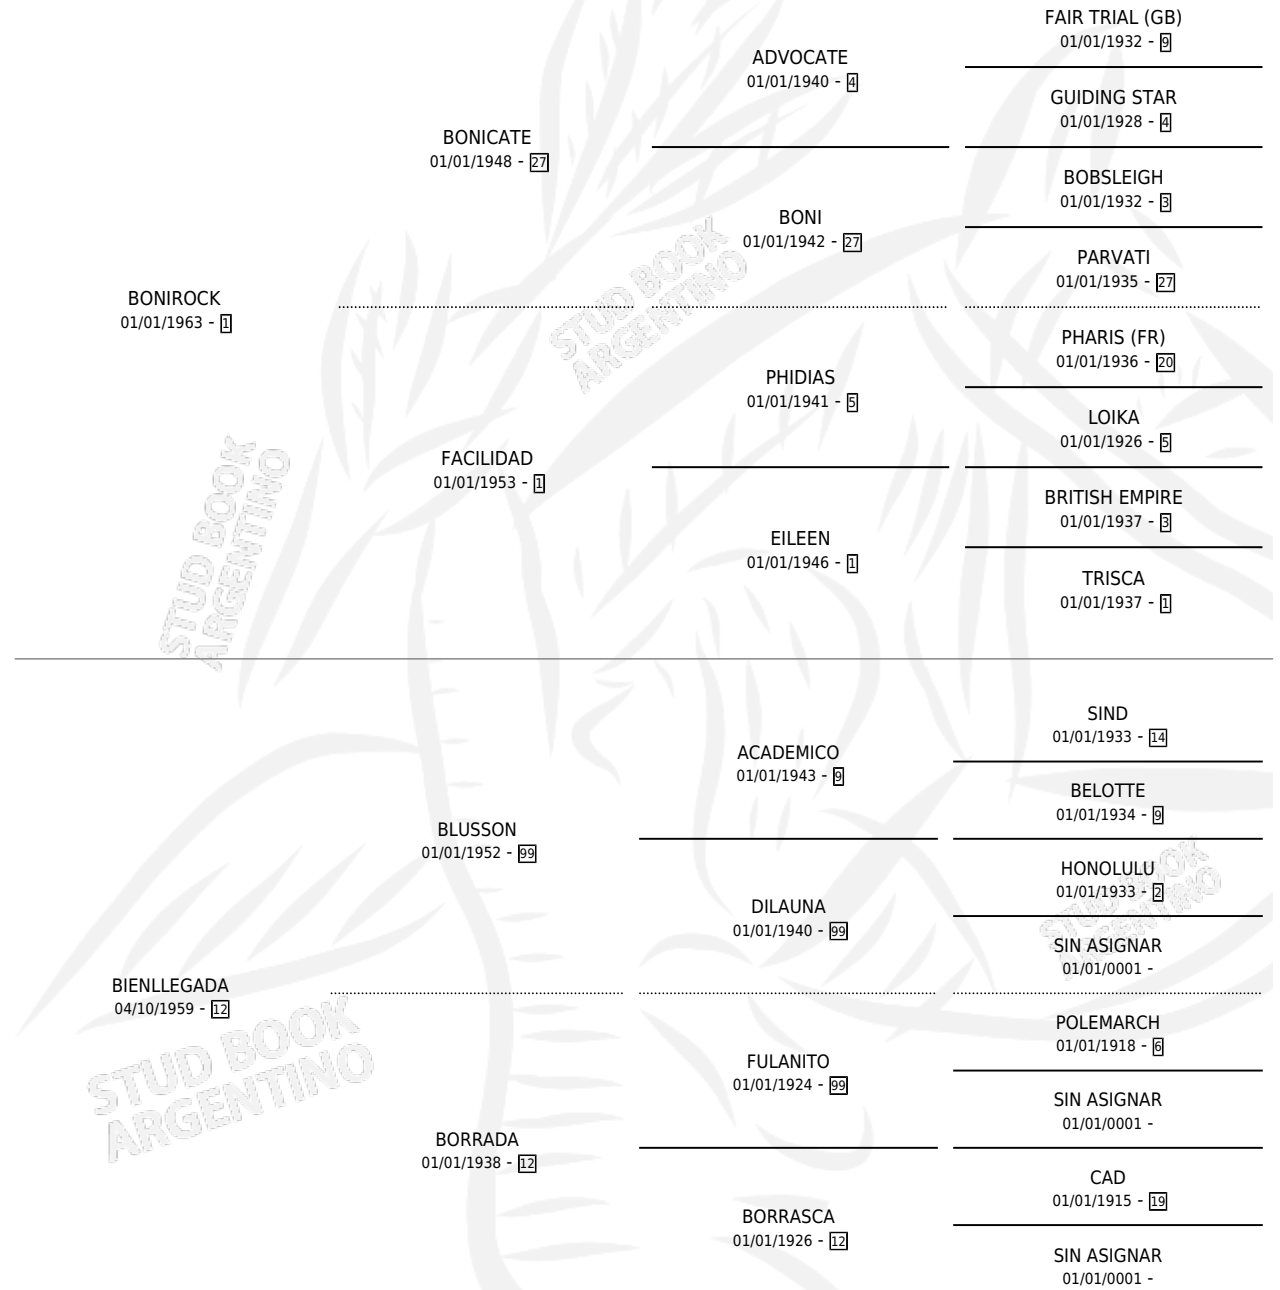 FAIR TRIAL (GB)
01/01/1932 - 9
ADVOCATE
01/01/1940 - 4
GUIDING STAR
01/01/1928 - 4
BONICATE
01/01/1948 - 27
BOBSLEIGH
01/01/1932 - 3
BONI
01/01/1942 - 27
PARVATI
01/01/1935 - 27
BONIROCK
01/01/1963 - 1
PHARIS (FR)
01/01/1936 - 20
PHIDIAS
01/01/1941 - 5
LOIKA
01/01/1926 - 5
FACILIDAD
01/01/1953 - 1
BRITISH EMPIRE
01/01/1937 - 3
EILEEN
01/01/1946 - 1
TRISCA
01/01/1937 - 1
STUD BOOK
ARGENTINO
STUD BOOK
ARGENTINO
SIND
01/01/1933 - 14
ACADEMICO
01/01/1943 - 9
BELOTTE
01/01/1934 - 9
BLUSSON
01/01/1952 - 99
HONOLULU
01/01/1933 - 2
DILAUNA
01/01/1940 - 99
SIN ASIGNAR
01/01/0001 -
BIENLLEGADA
04/10/1959 - 12
POLEMARCH
01/01/1918 - 6
FULANITO
01/01/1924 - 99
SIN ASIGNAR
01/01/0001 -
BORRADA
01/01/1938 - 12
CAD
01/01/1915 - 19
BORRASCA
01/01/1926 - 12
SIN ASIGNAR
01/01/0001 -
STUD BOOK
ARGENTINO
STUD BOOK
ARGENTINO